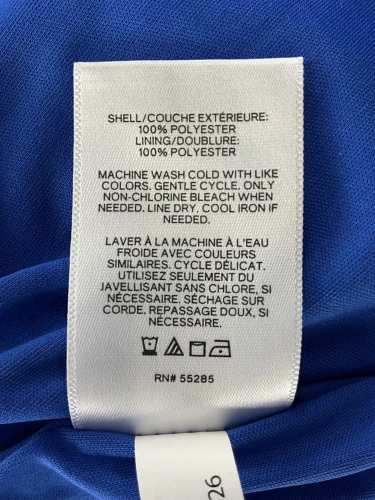 SHELL/COUCHE EXTÉRIEURE:
100% POLYESTER
LINING/DOUBLURE:
100% POLYESTER
MACHINE WASH COLD WITH LIKE
COLORS. GENTLE CYCLE. ONLY
NON-CHLORINE BLEACH WHEN
NEEDED. LINE DRY. COOL IRON IF
NEEDED.
LAVER À LA MACHINE À L'EAU
FROIDE AVEC COULEURS
SIMILAIRES. CYCLE DÉLICAT.
UTILISEZ SEULEMENT DU
JAVELLISANT SANS CHLORE, SI
NÉCESSAIRE. SÉCHAGE SUR
CORDE. REPASSAGE DOUX, SI
NÉCESSAIRE.
RN# 55285
26